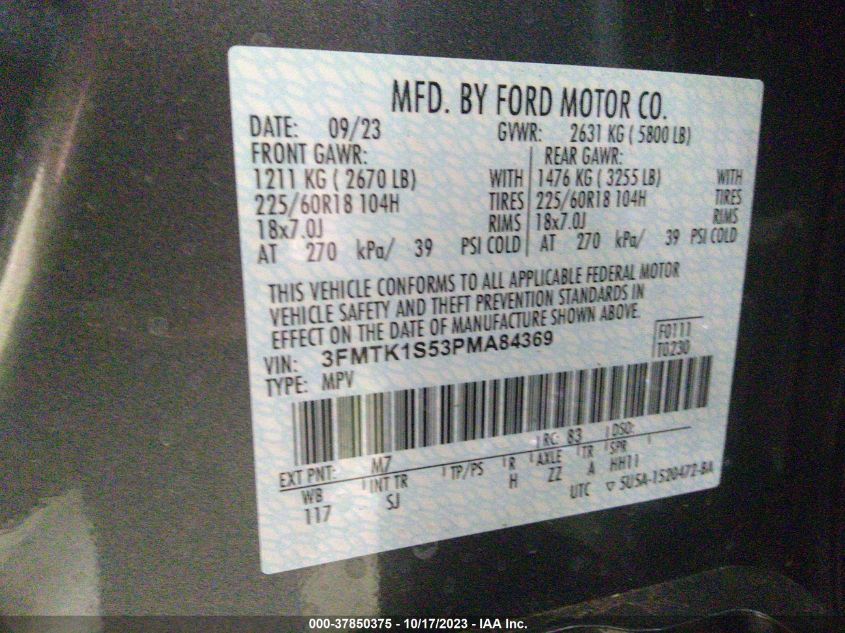 MFD. BY FORD MOTOR CO.
DATE: 09/23 GVWR: 2631 KG ( 5800 LB)
FRONT GAWR: REAR GAWR:
1211 KG ( 2670 LB) WITH 1476 KG ( 3255 LB) WITH
225/60R18 104H TIRES 225/60R18 104H TIRES
18x7.0J RIMS 18x7.0J RIMS
AT 270 kPa/ 39 PSI COLD AT 270 kPa/ 39 PSI COLD
THIS VEHICLE CONFORMS TO ALL APPLICABLE FEDERAL MOTOR
VEHICLE SAFETY AND THEFT PREVENTION STANDARDS IN
EFFECT ON THE DATE OF MANUFACTURE SHOWN ABOVE.
VIN: 3FMTK1S53PMA84369 F0111
TYPE: MPV T0230
EXT PNT: M7 RC: 83 DSO:
WB INT TR TP/PS R AXLE TR SPR
117 SJ H ZZ A HH11
UTC ▽ 5U5A-1520472-BA
000-37850375 - 10/17/2023 - IAA Inc.